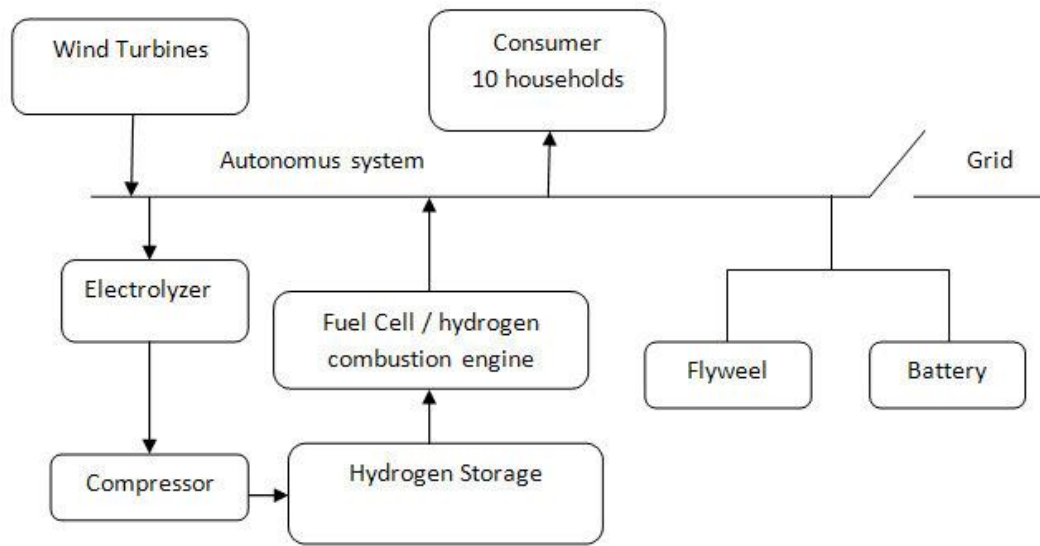 Wind Turbines
Consumer
10 households
Autonomus system
Grid
Electrolyzer
Fuel Cell / hydrogen
combustion engine
Flyweel
Battery
Compressor
Hydrogen Storage